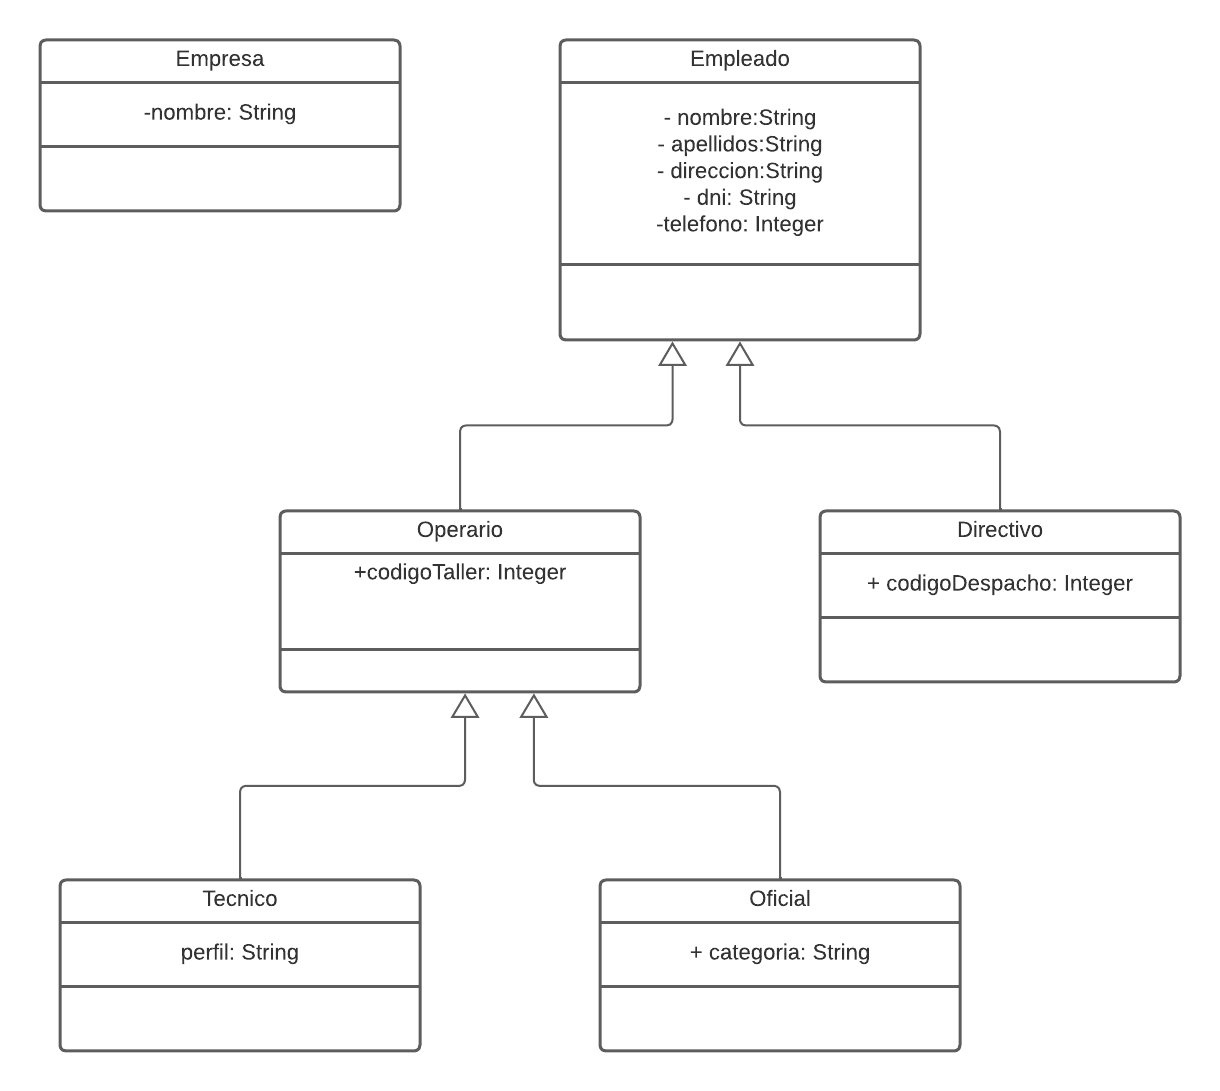 Empresa
-nombre: String
Empleado
- nombre:String
- apellidos:String
- direccion:String
- dni: String
-telefono: Integer
Operario
+codigoTaller: Integer
Directivo
+ codigoDespacho: Integer
Tecnico
perfil: String
Oficial
+ categoria: String